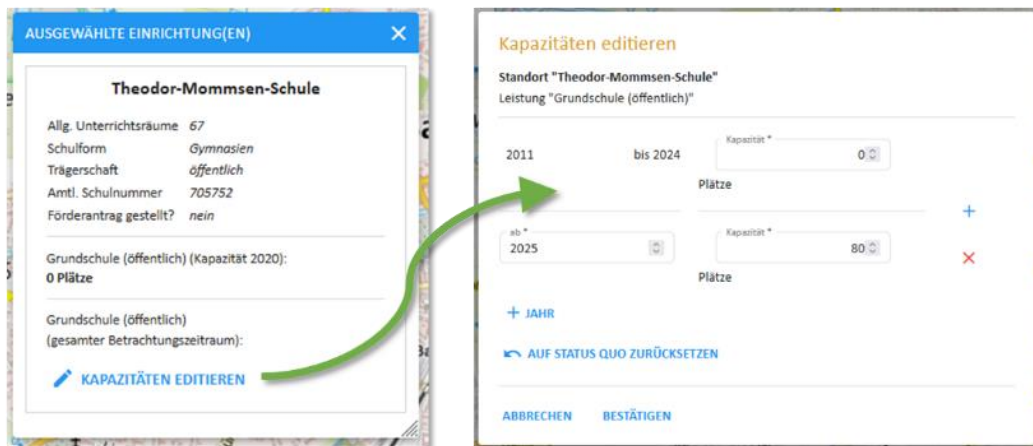 AUSGEWÄHLTE EINRICHTUNG(EN)
Theodor-Mommsen-Schule
Allg. Unterrichtsräume 67
Schulform Gymnasien
Trägerschaft öffentlich
Amtl. Schulnummer 705752
Förderantrag gestellt? nein
Grundschule (öffentlich) (Kapazität 2020):
0 Plätze
Grundschule (öffentlich)
(gesamter Betrachtungszeitraum):
KAPAZITÄTEN EDITIEREN
Kapazitäten editieren
Standort "Theodor-Mommsen-Schule"
Leistung "Grundschule (öffentlich)"
Kapazität *
2011 bis 2024 0
Plätze
ab * Kapazität *
2025 80
Plätze
+ JAHR
AUF STATUS QUO ZURÜCKSETZEN
ABBRECHEN BESTÄTIGEN